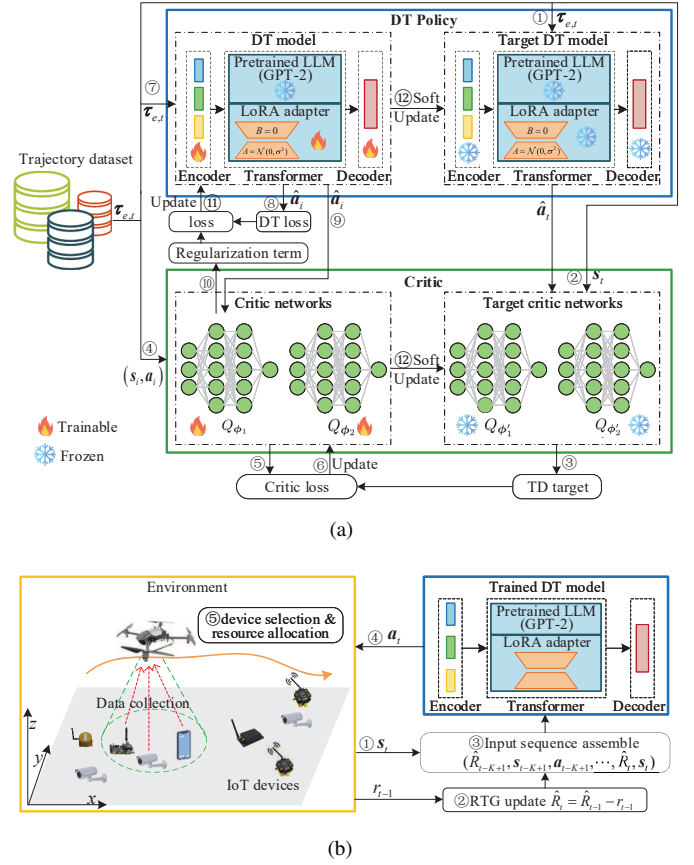 DT Policy
① τe,t
DT model
Target DT model
Pretrained LLM
(GPT-2)
Pretrained LLM
(GPT-2)
⑦
τe,t
LoRA adapter
B = 0
A = N(0, σ²)
⑫ Soft
Update
LoRA adapter
B = 0
A = N(0, σ²)
Encoder
Transformer
Decoder
Encoder
Transformer
Decoder
Trajectory dataset
τe,t
Update ⑪
⑧ âi
âi
⑨
ât
loss
DT loss
Regularization term
② st
⑩
Critic
Critic networks
Target critic networks
④
(si, ai)
⑫ Soft
Update
Qϕ1
Qϕ2
Qϕ′1
Qϕ′2
Trainable
Frozen
⑤
⑥ Update
③
Critic loss
TD target
(a)
Environment
Trained DT model
⑤device selection &
resource allocation
Pretrained LLM
(GPT-2)
LoRA adapter
④ at
Encoder
Transformer
Decoder
Data collection
z
y
x
IoT devices
① st
③Input sequence assemble
(R̂t−K+1, st−K+1, at−K+1, ⋯, R̂t, st)
rt−1
②RTG update R̂t = R̂t−1 − rt−1
(b)